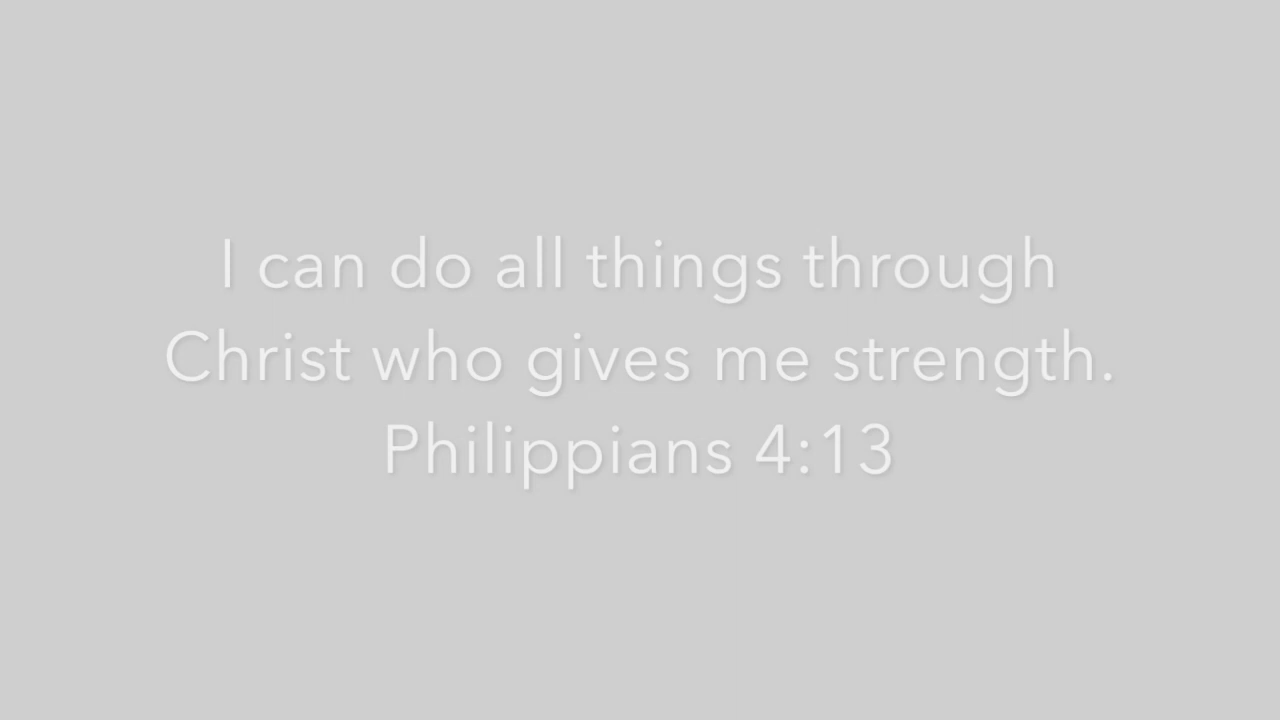 I can do all things through
Christ who gives me strength.
Philippians 4:13